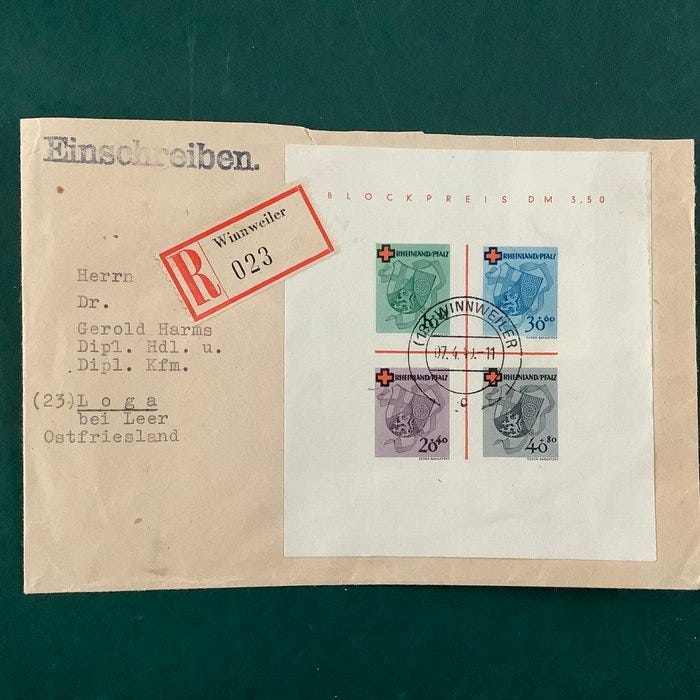 Einschreiben.
R
Winnweiler
023
Herrn
Dr.
Gerold Harms
Dipl. Hdl. u.
Dipl. Kfm.
(23) Loga
bei Leer
Ostfriesland
BLOCKPREIS DM 3,50
RHEINLAND/PFALZ
RHEINLAND/PFALZ
30+60
WINNWEILER
RHEINLAND/PFALZ
20+40
RHEINLAND/PFALZ
40+80